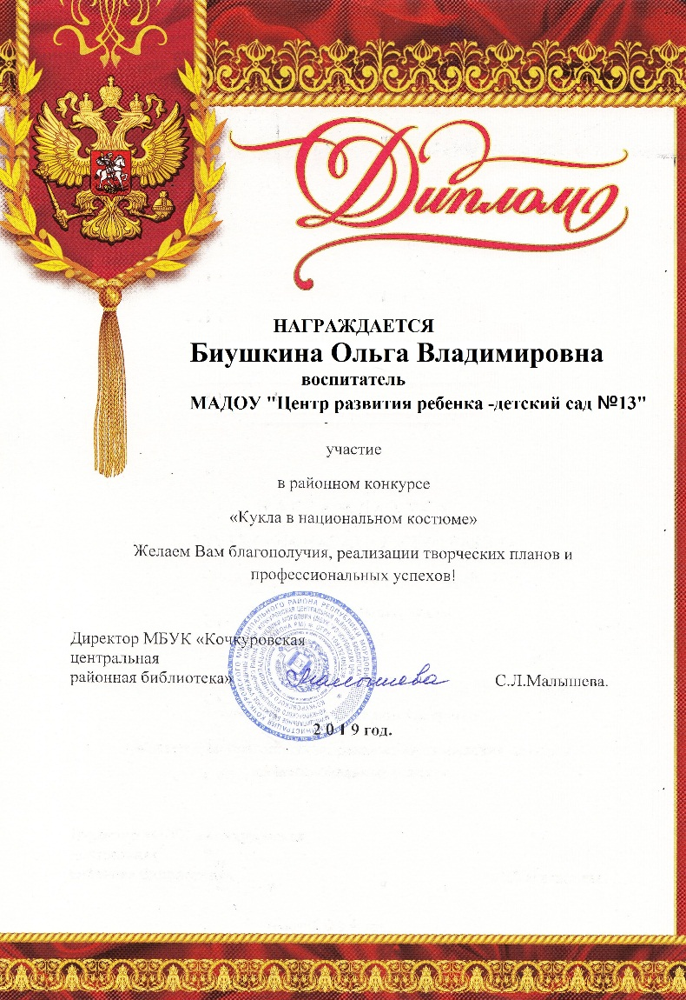 Диплом
НАГРАЖДАЕТСЯ
Биушкина Ольга Владимировна
воспитатель
МАДОУ "Центр развития ребенка -детский сад №13"
участие
в районном конкурсе
«Кукла в национальном костюме»
Желаем Вам благополучия, реализации творческих планов и
профессиональных успехов!
Директор МБУК «Кочкуровская
центральная
районная библиотека»
Малышева
С.Л.Малышева.
2 0 1 9 год.